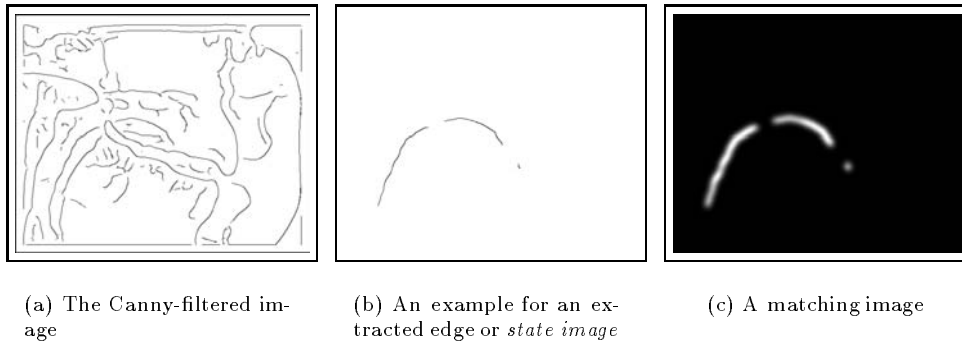 (a) The Canny-filtered im-
age
(b) An example for an ex-
tracted edge or state image
(c) A matching image